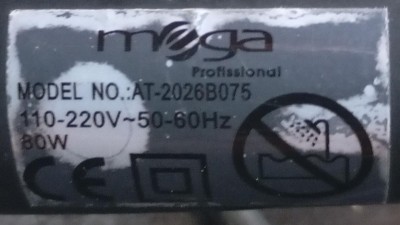 mega
Profissional
MODEL NO.:AT-2026B075
110-220V~50-60Hz
80W
CE